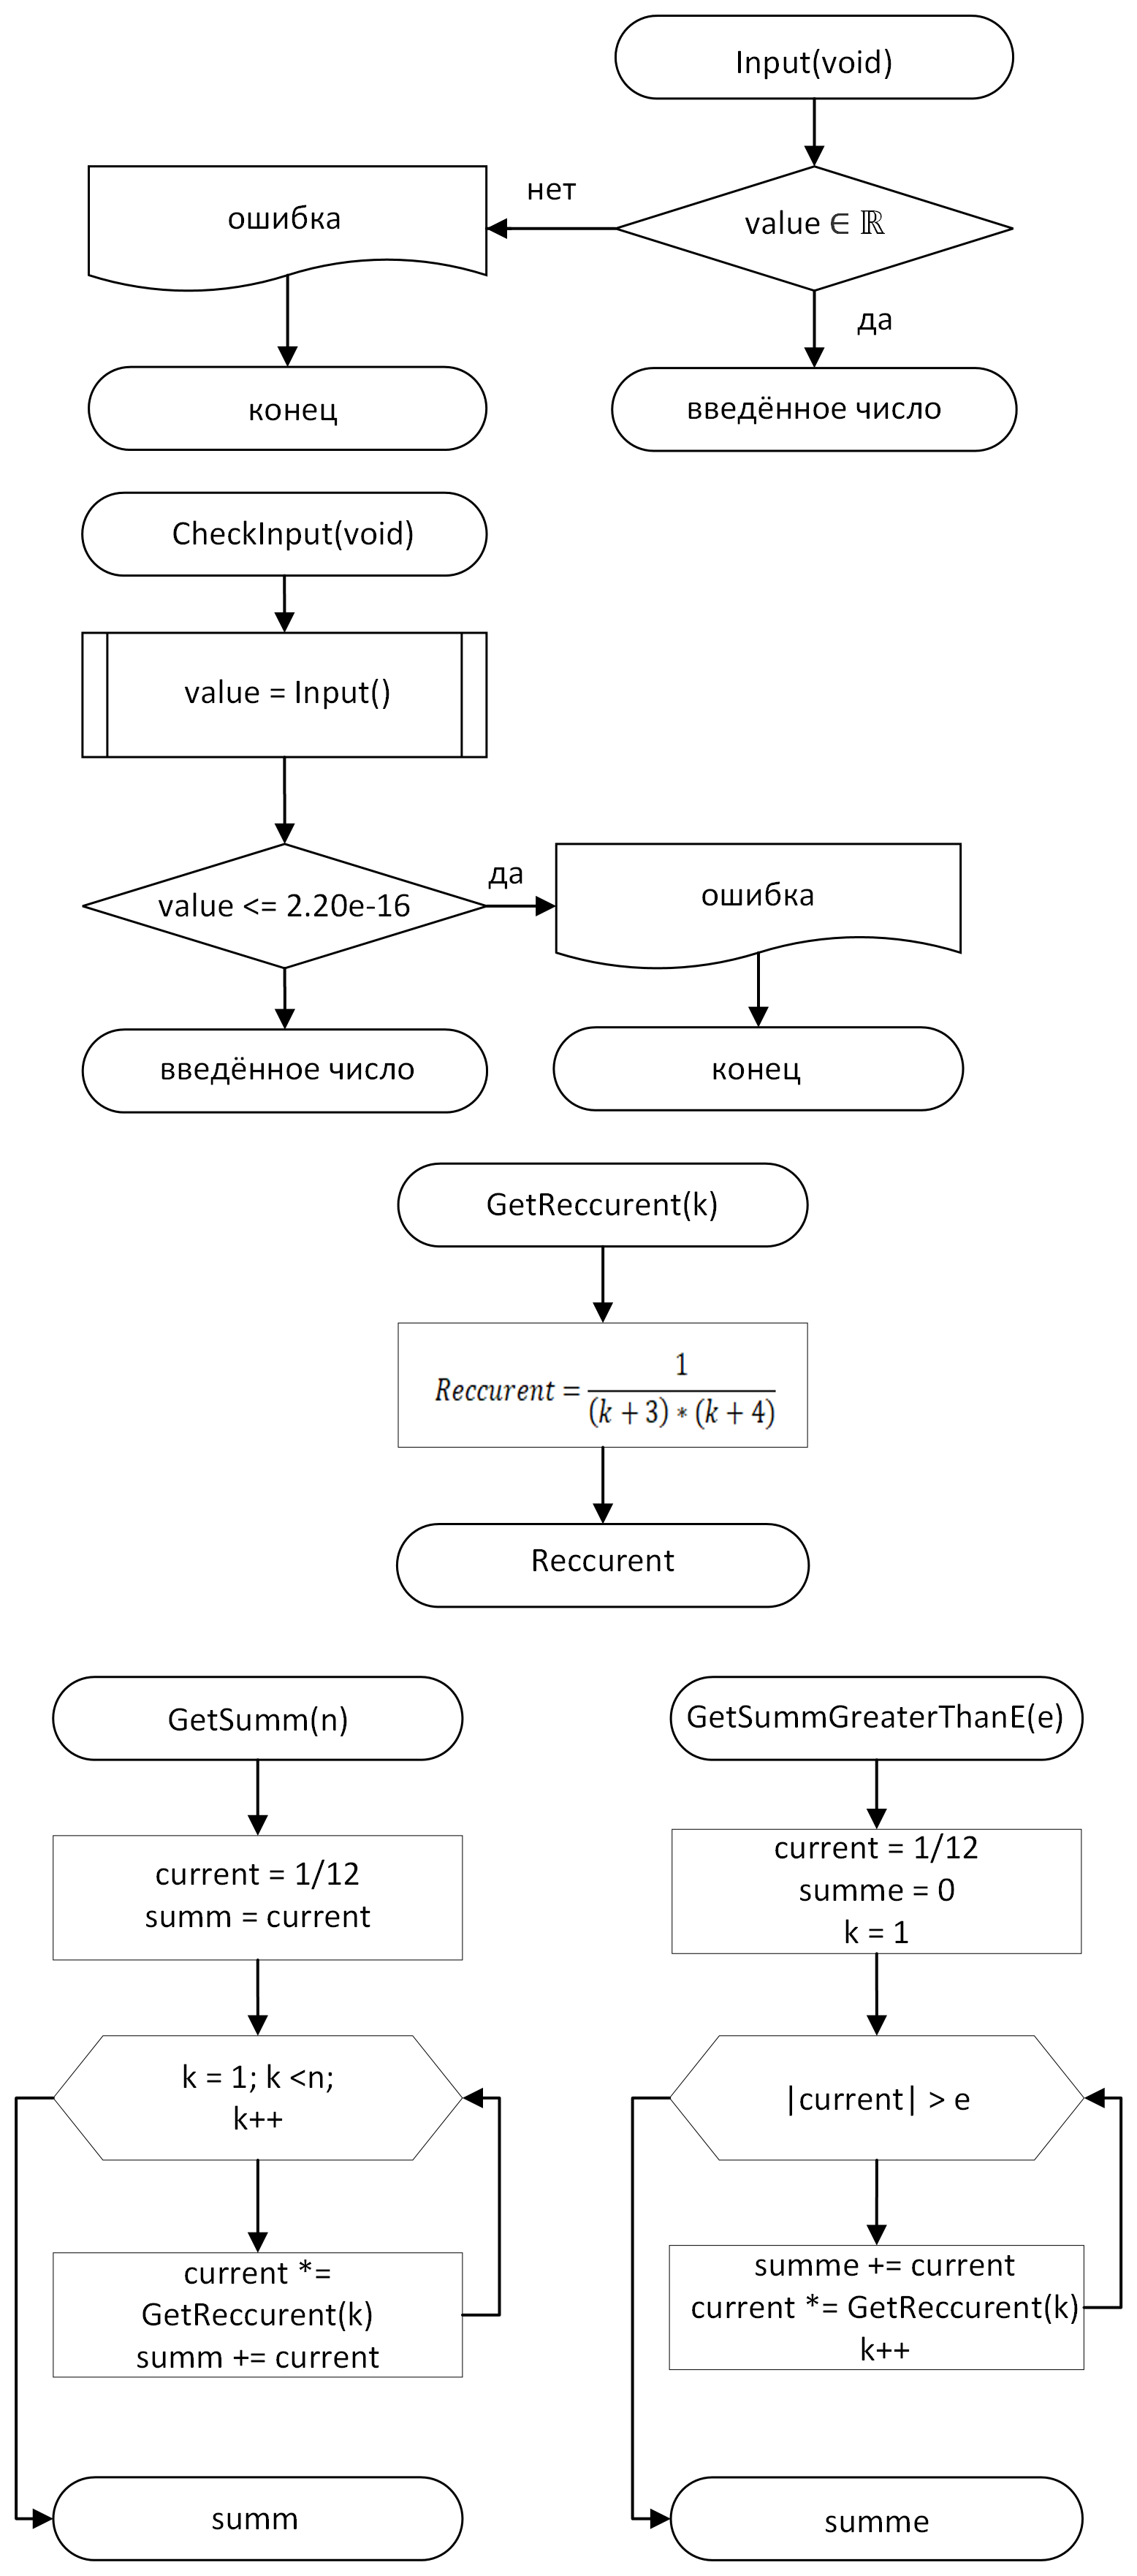 Input(void)
нет
ошибка
value ∈ ℝ
да
конец
введённое число
CheckInput(void)
value = Input()
да
value <= 2.20e-16
ошибка
введённое число
конец
GetReccurent(k)
Reccurent = 1 / (k + 3) * (k + 4)
Reccurent
GetSumm(n)
current = 1/12
summ = current
k = 1; k <n;
k++
current *=
GetReccurent(k)
summ += current
summ
GetSummGreaterThanE(e)
current = 1/12
summe = 0
k = 1
|current| > e
summe += current
current *= GetReccurent(k)
k++
summe